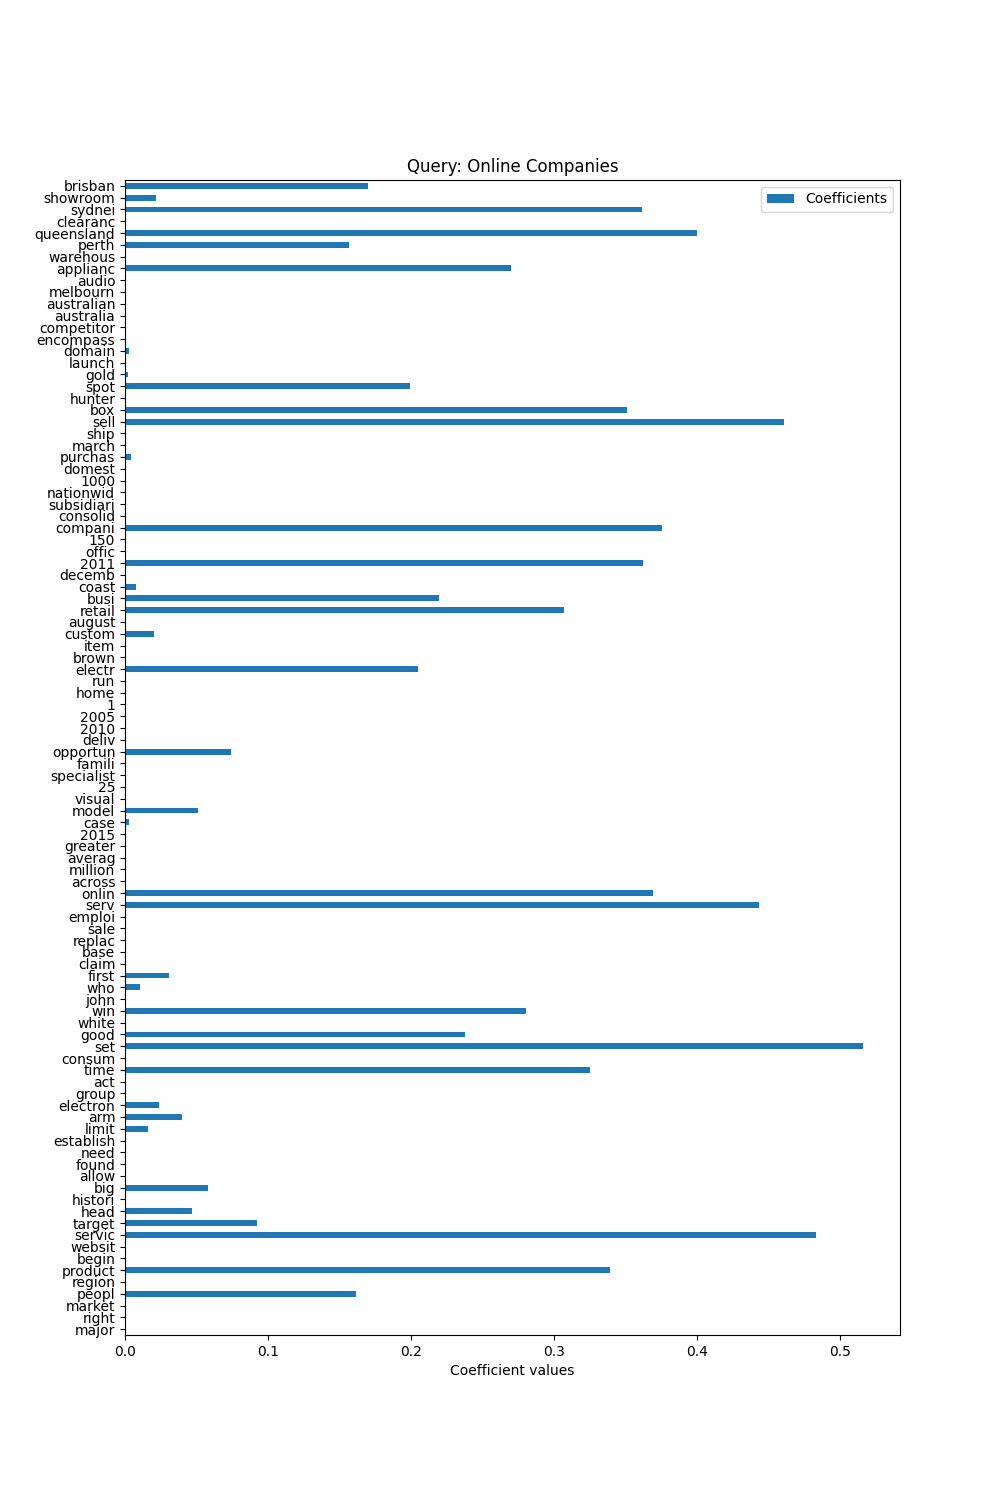 Query: Online Companies
Coefficients
brisban
showroom
sydnei
clearanc
queensland
perth
warehous
applianc
audio
melbourn
australian
australia
competitor
encompass
domain
launch
gold
spot
hunter
box
sell
ship
march
purchas
domest
1000
nationwid
subsidiari
consolid
compani
150
offic
2011
decemb
coast
busi
retail
august
custom
item
brown
electr
run
home
1
2005
2010
deliv
opportun
famili
specialist
25
visual
model
case
2015
greater
averag
million
across
onlin
serv
emploi
sale
replac
base
claim
first
who
john
win
white
good
set
consum
time
act
group
electron
arm
limit
establish
need
found
allow
big
histori
head
target
servic
websit
begin
product
region
peopl
market
right
major
0.0 0.1 0.2 0.3 0.4 0.5
Coefficient values